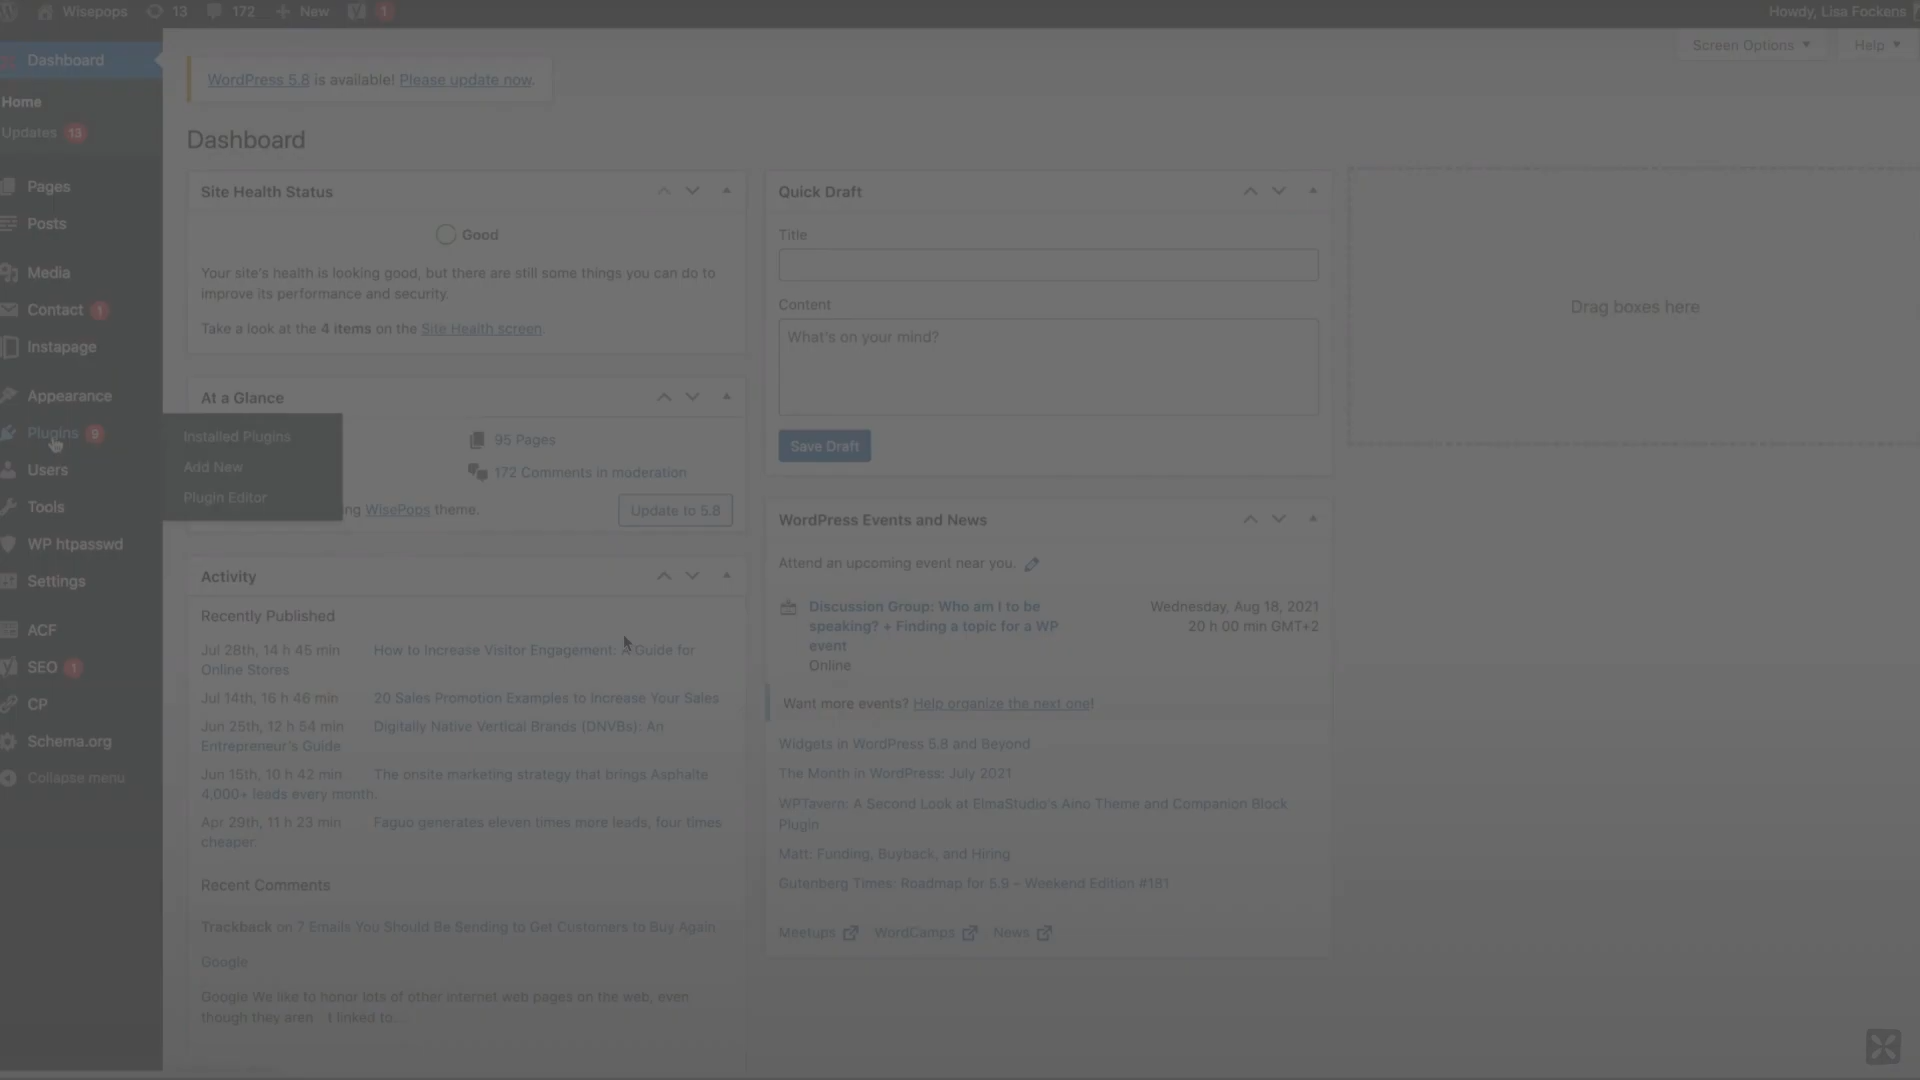 Wisepops 13 172 New 1 Howdy, Lisa Fockens
Screen Options Help
Dashboard
Home
Updates 13
Pages
Posts
Media
Contact 1
Instapage
Appearance
Plugins 9
Users
Tools
WP htpasswd
Settings
ACF
SEO 1
CP
Schema.org
Collapse menu
Installed Plugins
Add New
Plugin Editor
WordPress 5.8 is available! Please update now.
Dashboard
Site Health Status
Good
Your site's health is looking good, but there are still some things you can do to
improve its performance and security.
Take a look at the 4 items on the Site Health screen.
At a Glance
95 Pages
172 Comments in moderation
ng WisePops theme. Update to 5.8
Activity
Recently Published
Jul 28th, 14 h 45 min How to Increase Visitor Engagement: A Guide for
Online Stores
Jul 14th, 16 h 46 min 20 Sales Promotion Examples to Increase Your Sales
Jun 25th, 12 h 54 min Digitally Native Vertical Brands (DNVBs): An
Entrepreneur's Guide
Jun 15th, 10 h 42 min The onsite marketing strategy that brings Asphalte
4,000+ leads every month.
Apr 29th, 11 h 23 min Faguo generates eleven times more leads, four times
cheaper.
Recent Comments
Trackback on 7 Emails You Should Be Sending to Get Customers to Buy Again
Google
Google We like to honor lots of other internet web pages on the web, even
though they aren t linked to....
Quick Draft
Title
Content
What's on your mind?
Save Draft
WordPress Events and News
Attend an upcoming event near you.
Discussion Group: Who am I to be Wednesday, Aug 18, 2021
speaking? + Finding a topic for a WP 20 h 00 min GMT+2
event
Online
Want more events? Help organize the next one!
Widgets in WordPress 5.8 and Beyond
The Month in WordPress: July 2021
WPTavern: A Second Look at ElmaStudio's Aino Theme and Companion Block
Plugin
Matt: Funding, Buyback, and Hiring
Gutenberg Times: Roadmap for 5.9 – Weekend Edition #181
Meetups WordCamps News
Drag boxes here